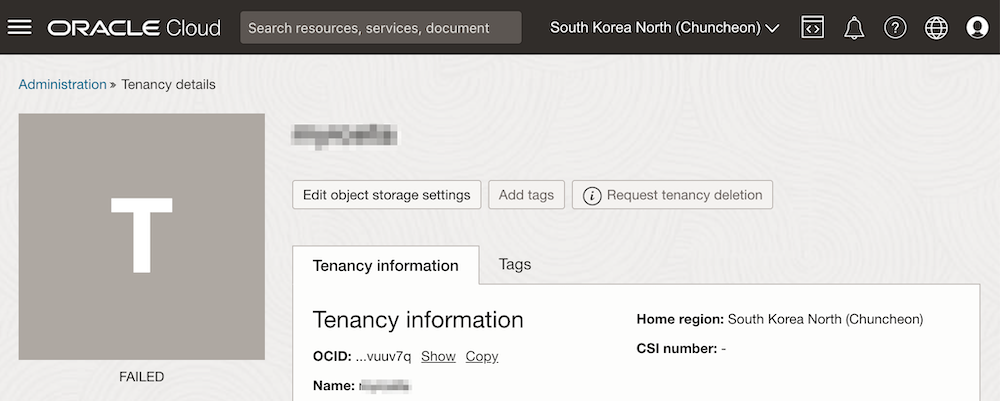 ORACLE Cloud
Search resources, services, document
South Korea North (Chuncheon)
Administration » Tenancy details
T
FAILED
Edit object storage settings
Add tags
Request tenancy deletion
Tenancy information
Tags
Tenancy information
OCID: ...vuuv7q Show Copy
Name:
Home region: South Korea North (Chuncheon)
CSI number: -